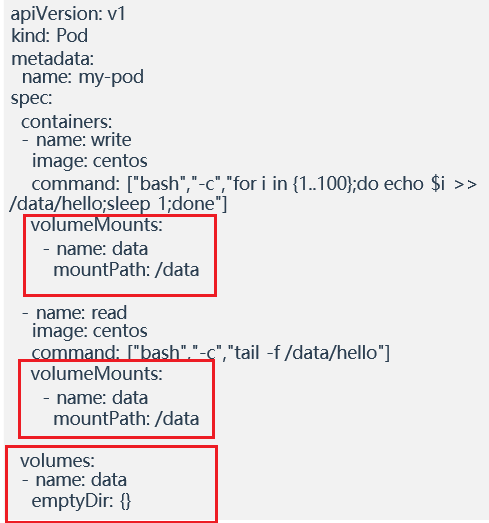 apiVersion: v1
kind: Pod
metadata:
  name: my-pod
spec:
  containers:
  - name: write
    image: centos
    command: ["bash","-c","for i in {1..100};do echo $i >>
/data/hello;sleep 1;done"]
    volumeMounts:
      - name: data
        mountPath: /data
  - name: read
    image: centos
    command: ["bash","-c","tail -f /data/hello"]
    volumeMounts:
      - name: data
        mountPath: /data
  volumes:
  - name: data
    emptyDir: {}